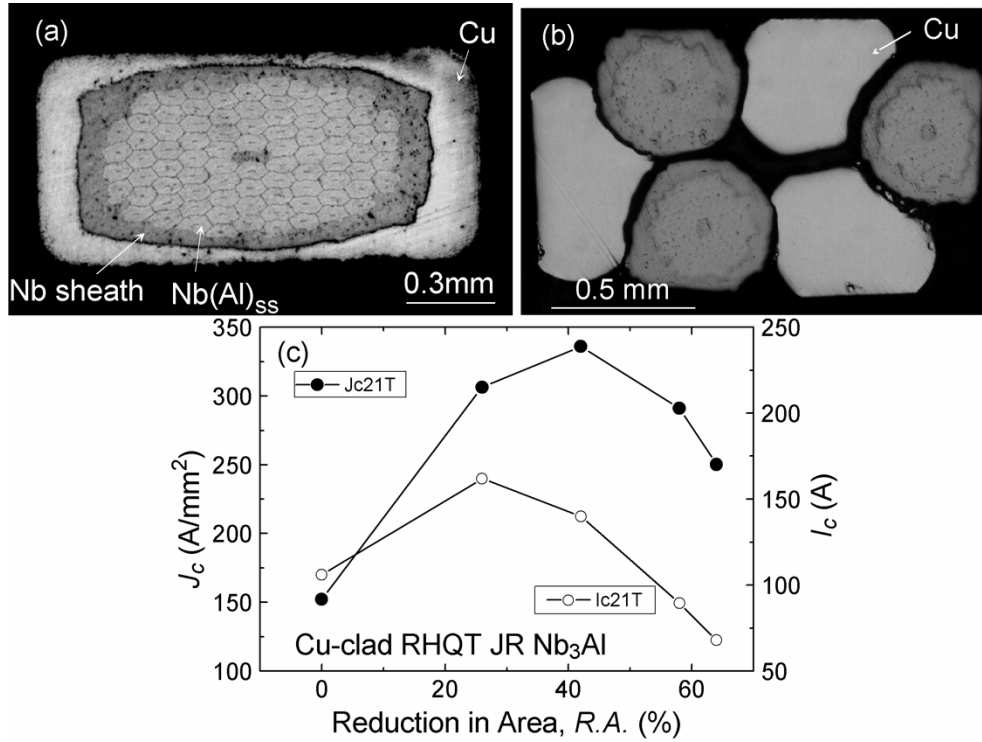 (a)
Cu
Nb sheath
Nb(Al)ss
0.3mm
(b)
Cu
0.5 mm
(c)
Jc21T
Ic21T
Cu-clad RHQT JR Nb3Al
350
300
250
200
150
100
Jc (A/mm2)
250
200
150
100
50
Ic (A)
0 20 40 60
Reduction in Area, R.A. (%)